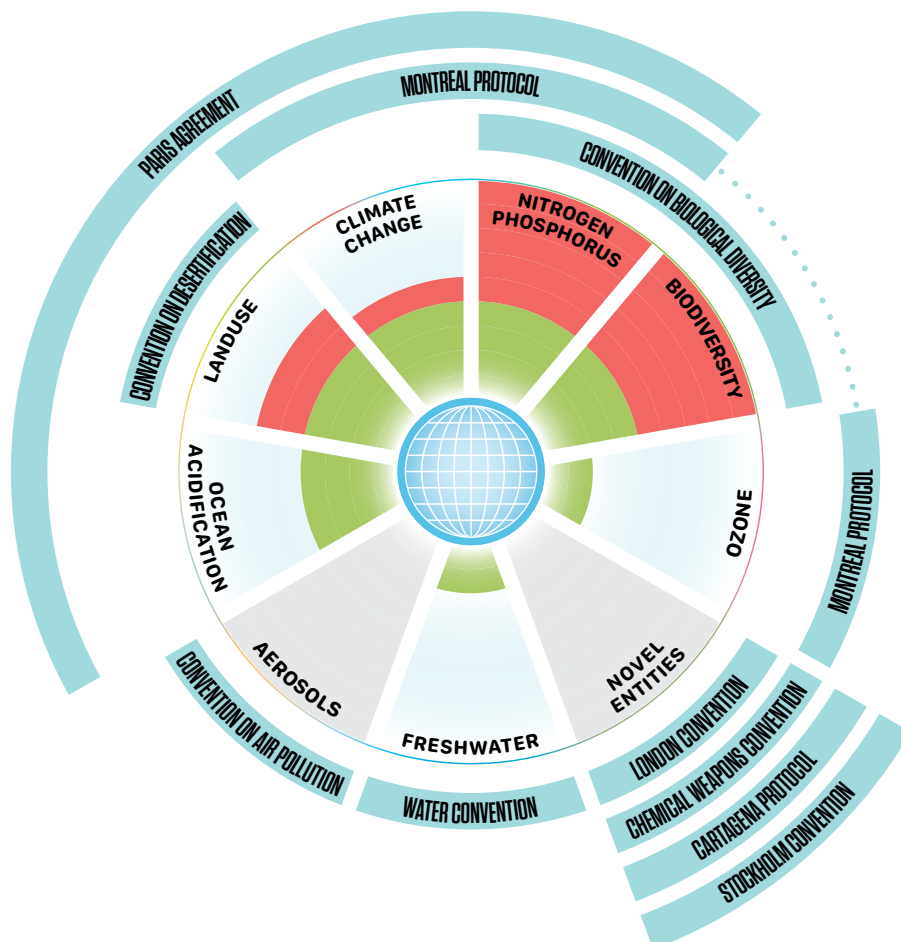 PARIS AGREEMENT
MONTREAL PROTOCOL
CONVENTION ON BIOLOGICAL DIVERSITY
CONVENTION ON DESERTIFICATION
CLIMATE
CHANGE
NITROGEN
PHOSPHORUS
BIODIVERSITY
LANDUSE
OCEAN
ACIDIFICATION
OZONE
MONTREAL PROTOCOL
AEROSOLS
NOVEL
ENTITIES
FRESHWATER
CONVENTION ON AIR POLLUTION
WATER CONVENTION
LONDON CONVENTION
CHEMICAL WEAPONS CONVENTION
CARTAGENA PROTOCOL
STOCKHOLM CONVENTION